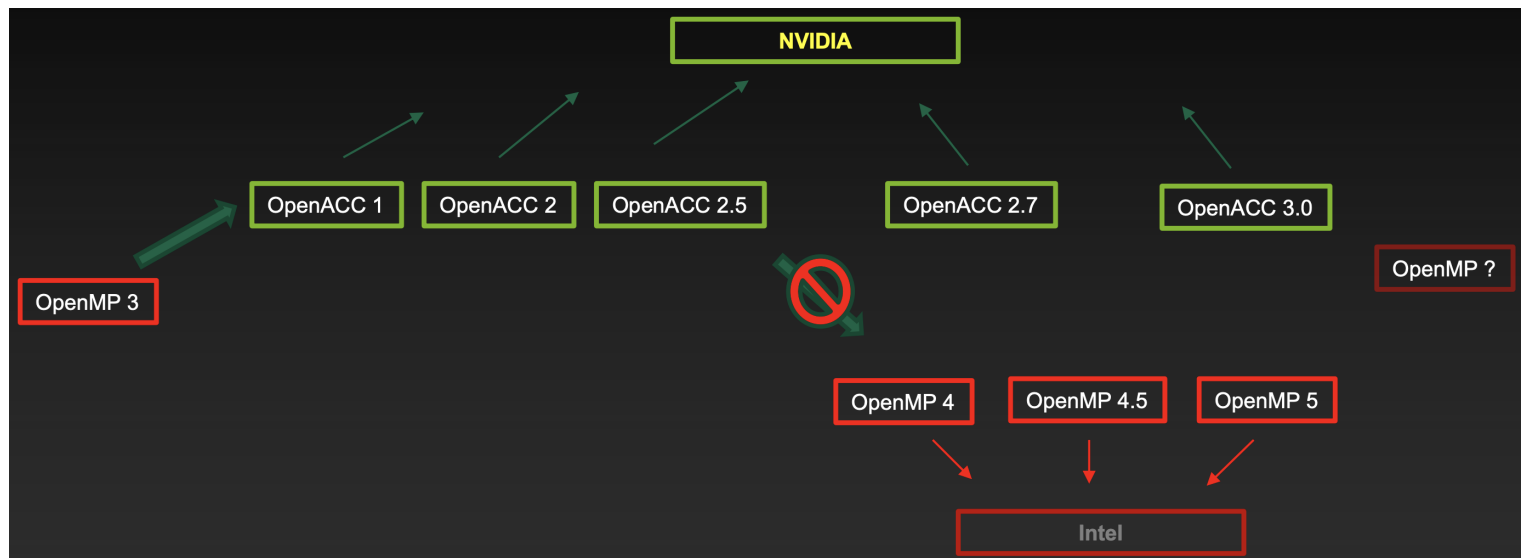 NVIDIA
OpenACC 1
OpenACC 2
OpenACC 2.5
OpenACC 2.7
OpenACC 3.0
OpenMP ?
OpenMP 3
OpenMP 4
OpenMP 4.5
OpenMP 5
Intel